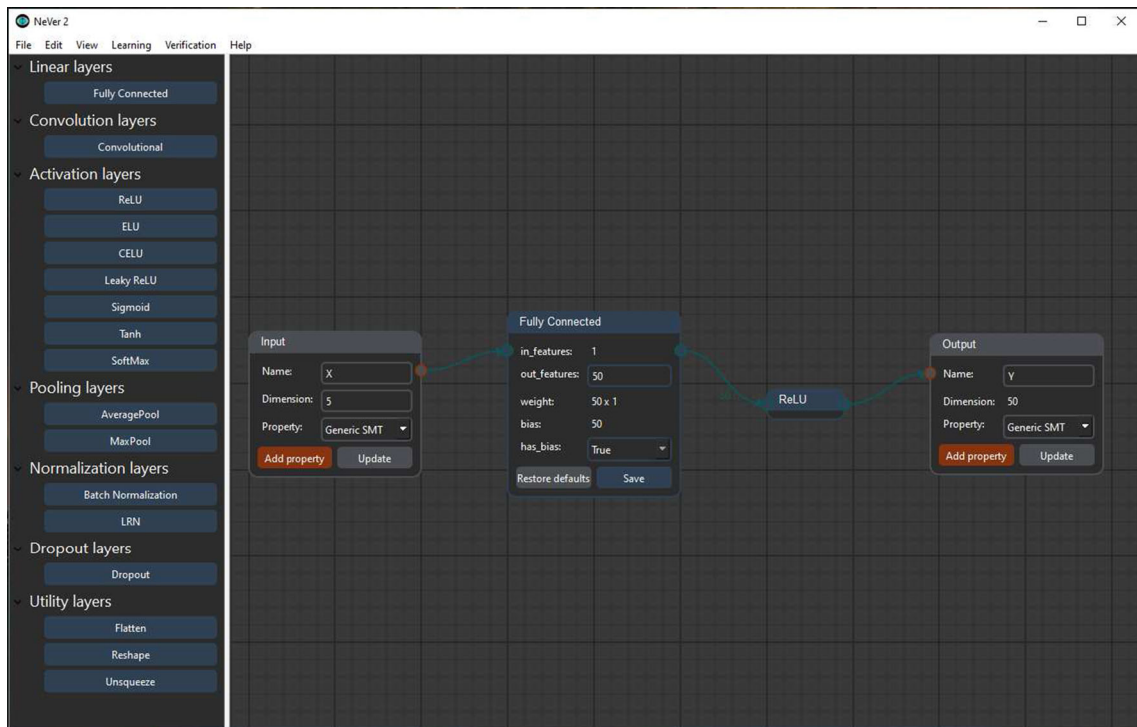 NeVer 2
File Edit View Learning Verification Help
Linear layers
Fully Connected
Convolution layers
Convolutional
Activation layers
ReLU
ELU
CELU
Leaky ReLU
Sigmoid
Tanh
SoftMax
Pooling layers
AveragePool
MaxPool
Normalization layers
Batch Normalization
LRN
Dropout layers
Dropout
Utility layers
Flatten
Reshape
Unsqueeze
Input
Name: X
Dimension: 5
Property: Generic SMT
Add property Update
Fully Connected
in_features: 1
out_features: 50
weight: 50 x 1
bias: 50
has_bias: True
Restore defaults Save
ReLU
Output
Name: Y
Dimension: 50
Property: Generic SMT
Add property Update